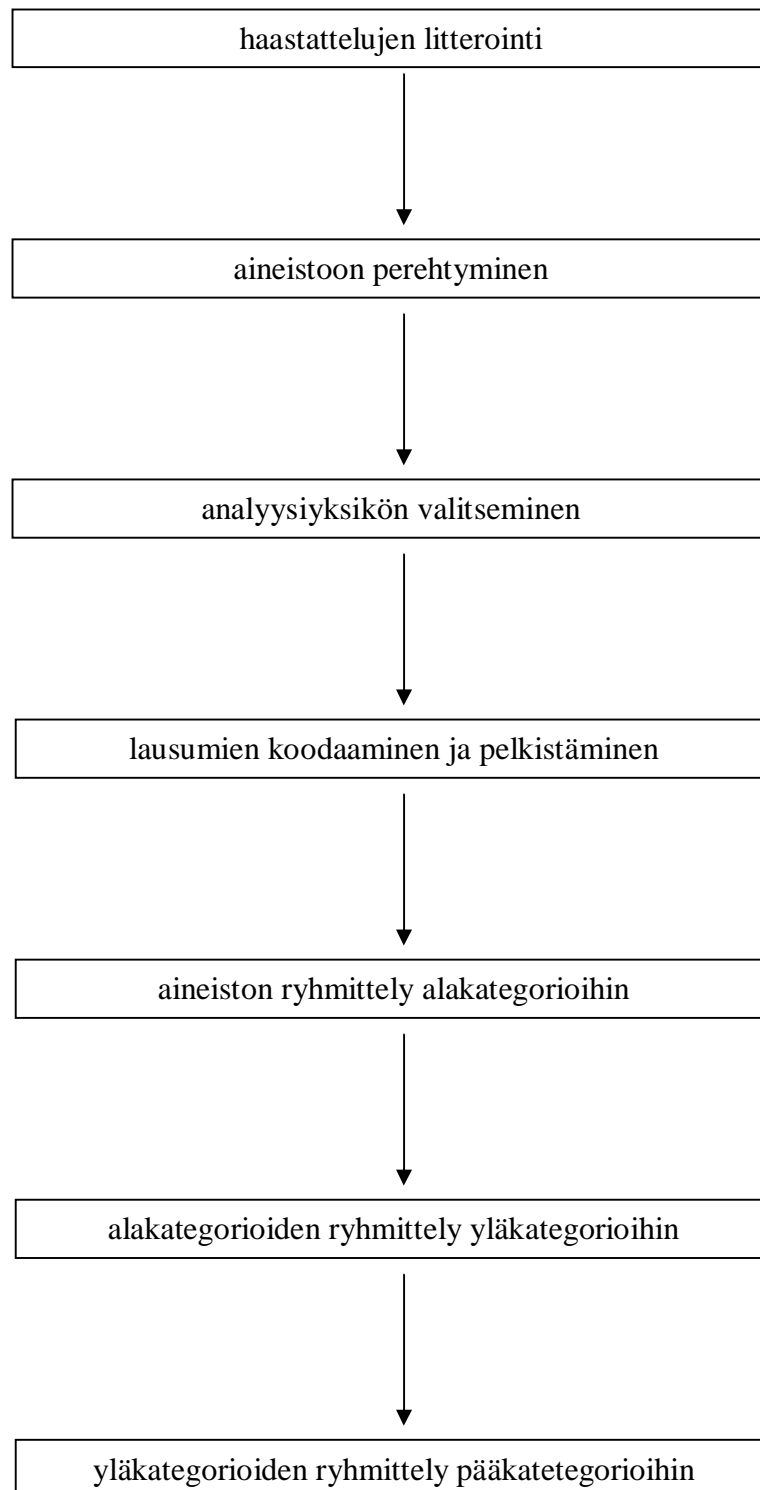 haastattelujen litterointi
aineistoon perehtyminen
analyysiyksikön valitseminen
lausumien koodaaminen ja pelkistäminen
aineiston ryhmittely alakategorioihin
alakategorioiden ryhmittely yläkategorioihin
yläkategorioiden ryhmittely pääkatetegorioihin